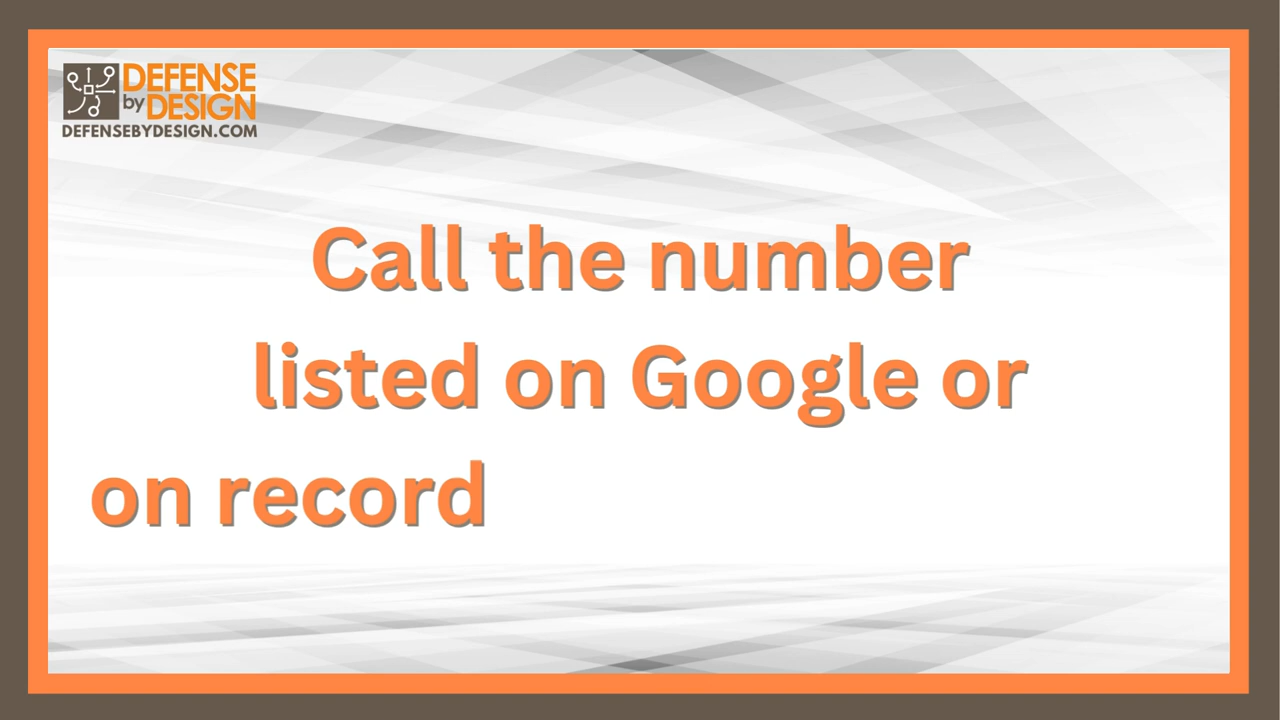 DEFENSE
by DESIGN
DEFENSEBYDESIGN.COM
Call the number
listed on Google or
on record